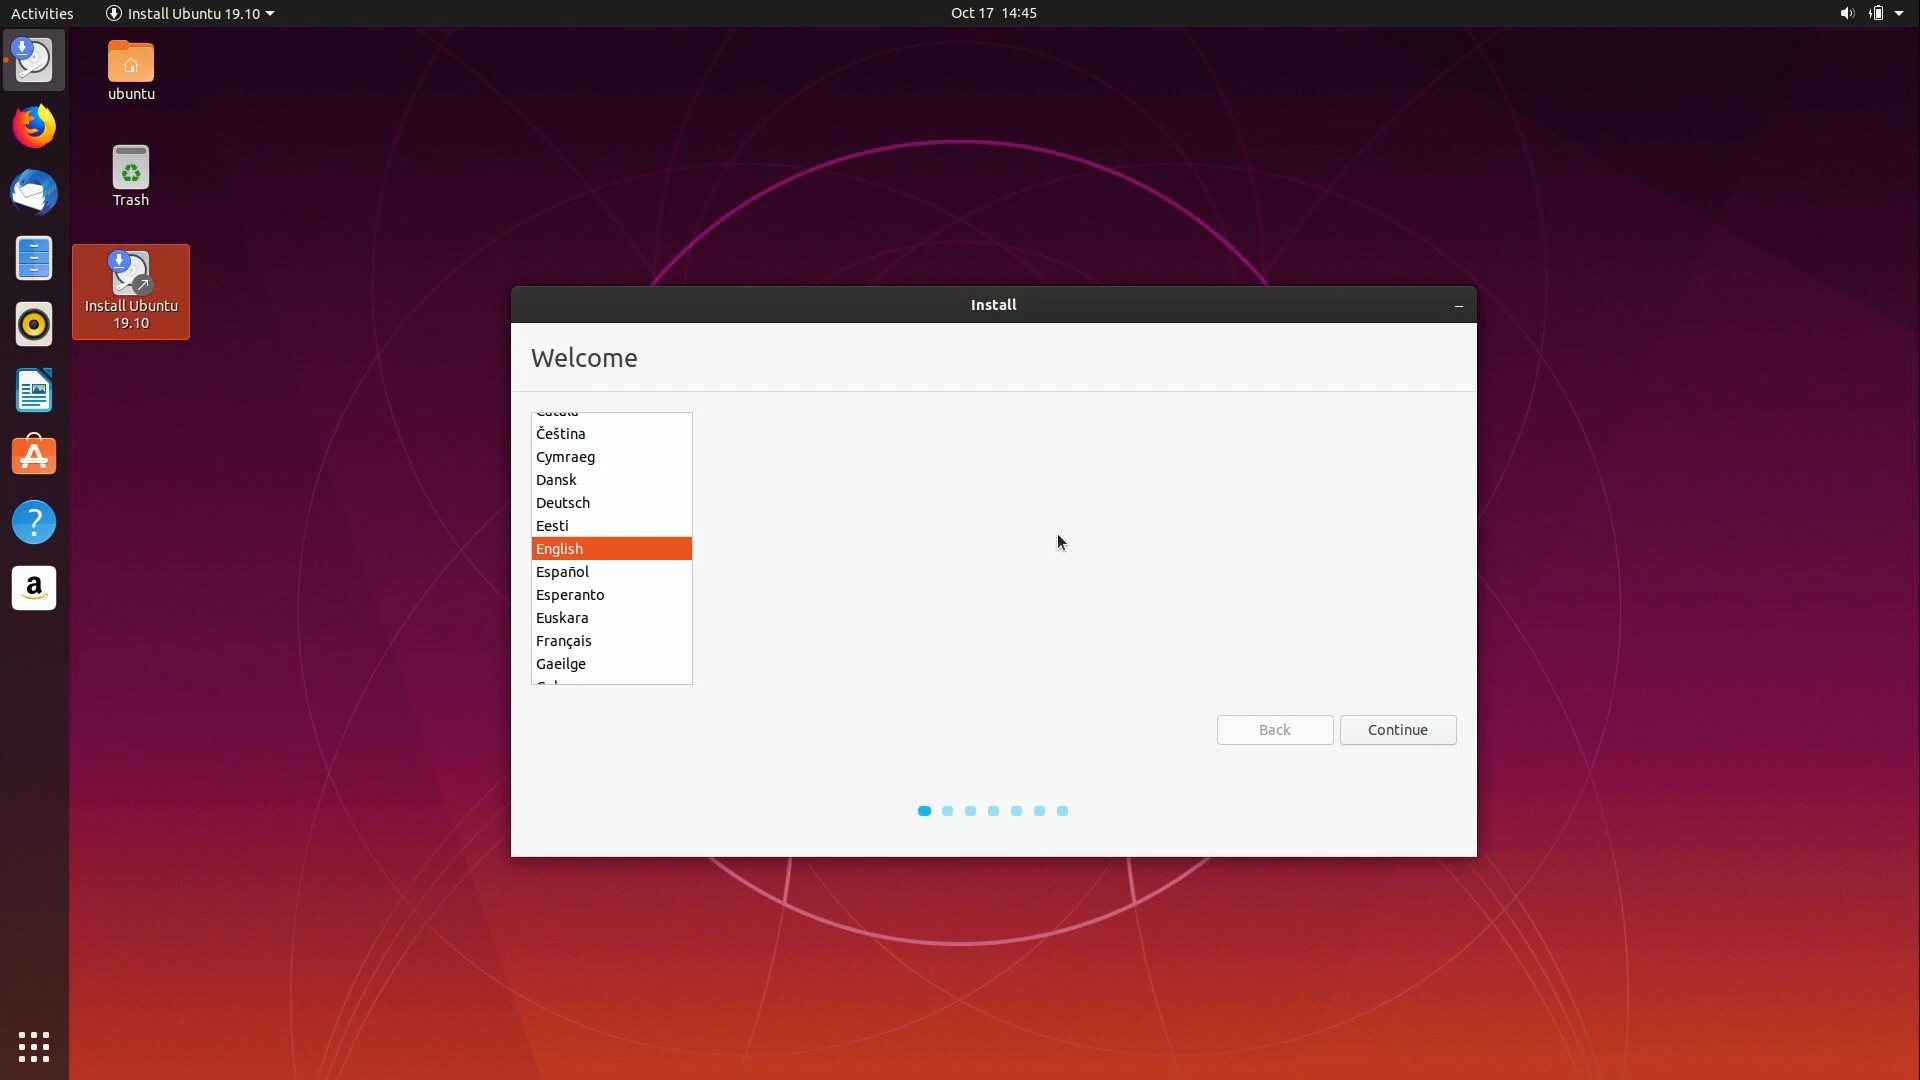 Activities
Install Ubuntu 19.10
Oct 17 14:45
ubuntu
Trash
Install Ubuntu
19.10
Install
Welcome
Čeština
Cymraeg
Dansk
Deutsch
Eesti
English
Español
Esperanto
Euskara
Français
Gaeilge
Back
Continue